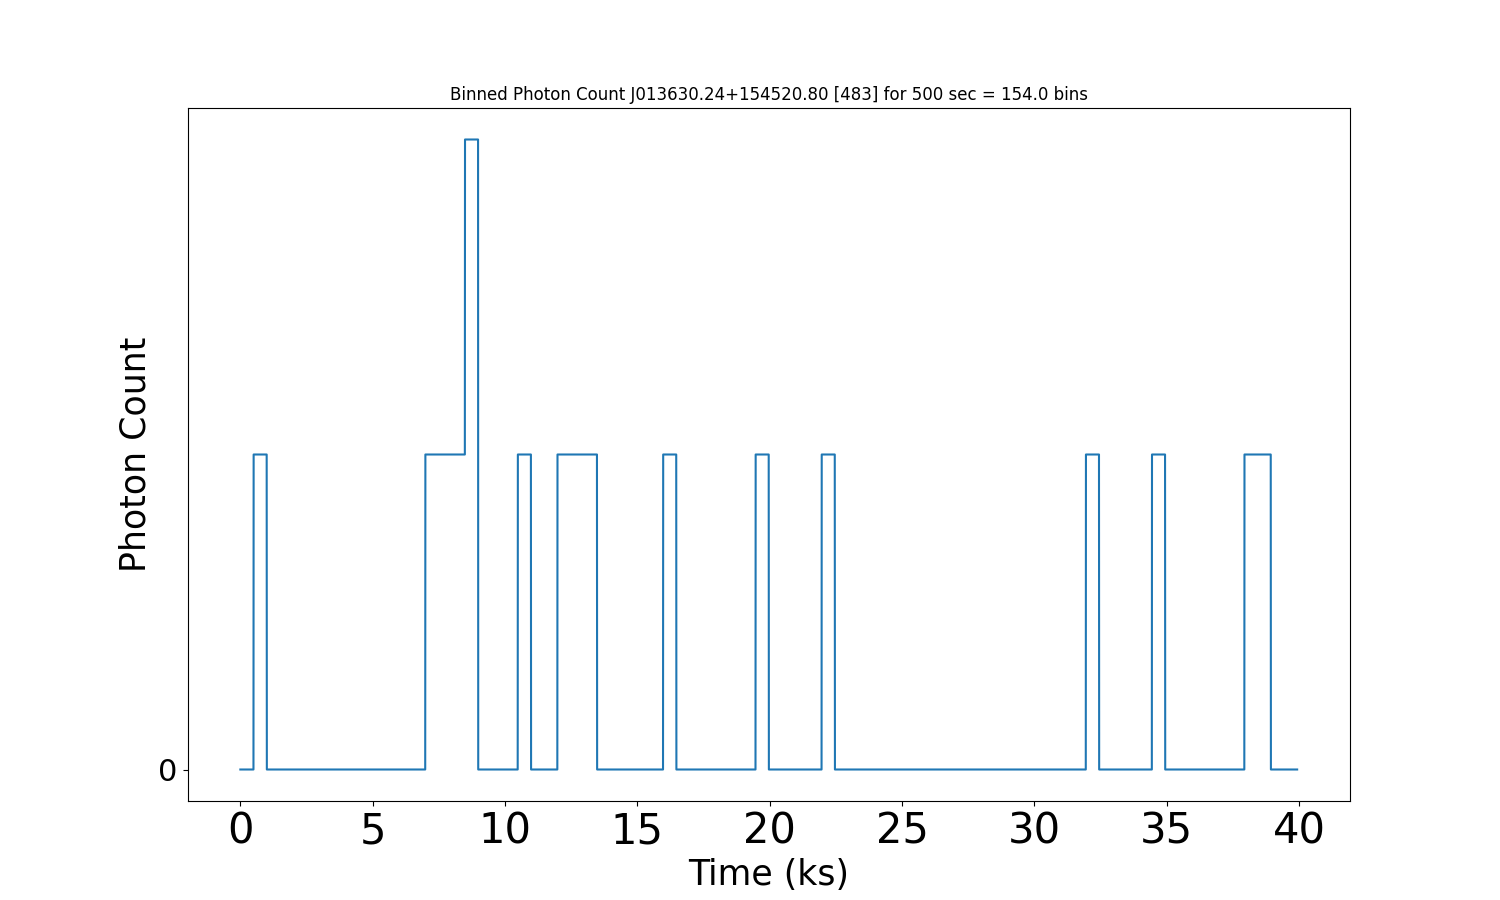 Binned Photon Count J013630.24+154520.80 [483] for 500 sec = 154.0 bins
Photon Count
0
0 5 10 15 20 25 30 35 40
Time (ks)